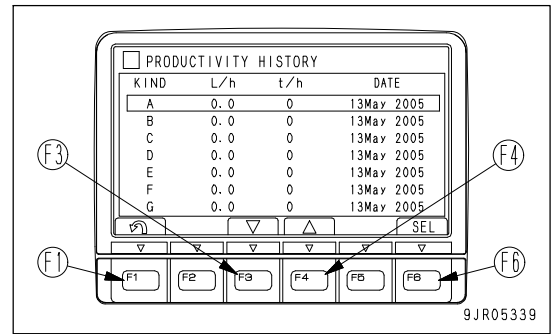 PRODUCTIVITY HISTORY
KIND L/h t/h DATE
A 0.0 0 13May 2005
B 0.0 0 13May 2005
C 0.0 0 13May 2005
D 0.0 0 13May 2005
E 0.0 0 13May 2005
F 0.0 0 13May 2005
G 0.0 0 13May 2005
F3 F4
SEL
F1 F6
F1 F2 F3 F4 F5 F6
9JR05339